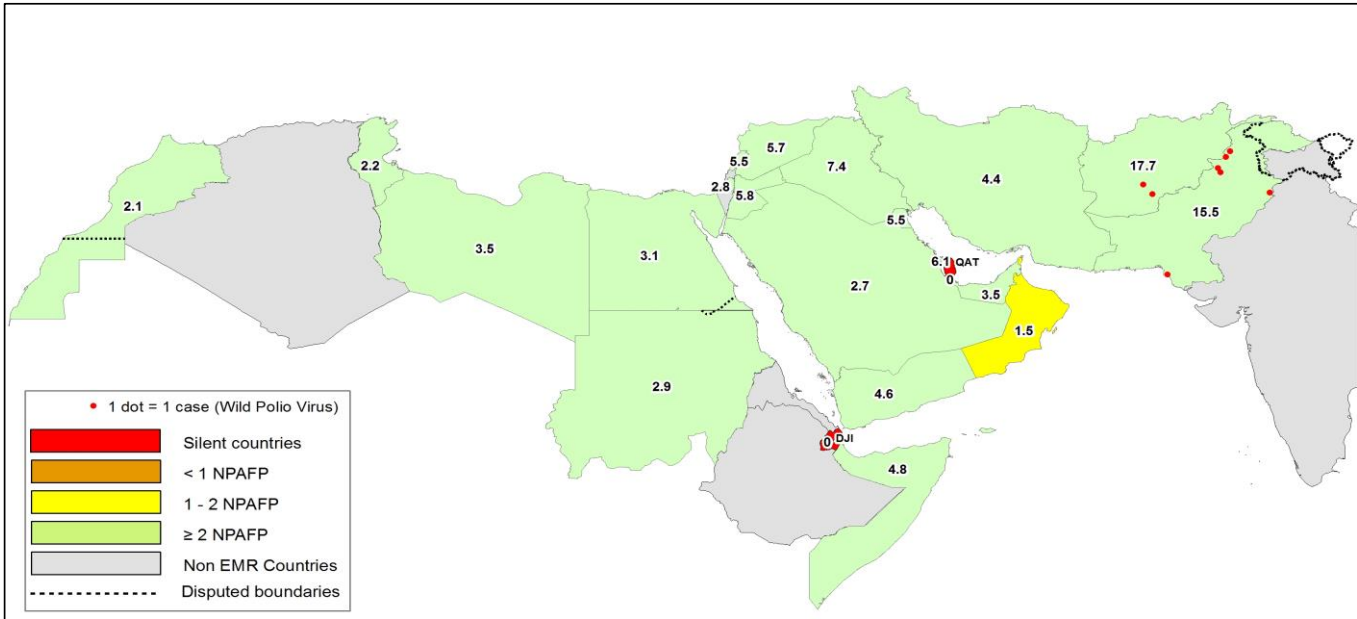 17.7
5.7
2.2
5.5
7.4
4.4
2.8
5.8
2.1
15.5
5.5
3.5
3.1
6.1 QAT
0
2.7
3.5
1.5
2.9
4.6
0 DJI
4.8
1 dot = 1 case (Wild Polio Virus)
Silent countries
< 1 NPAFP
1 - 2 NPAFP
≥ 2 NPAFP
Non EMR Countries
Disputed boundaries